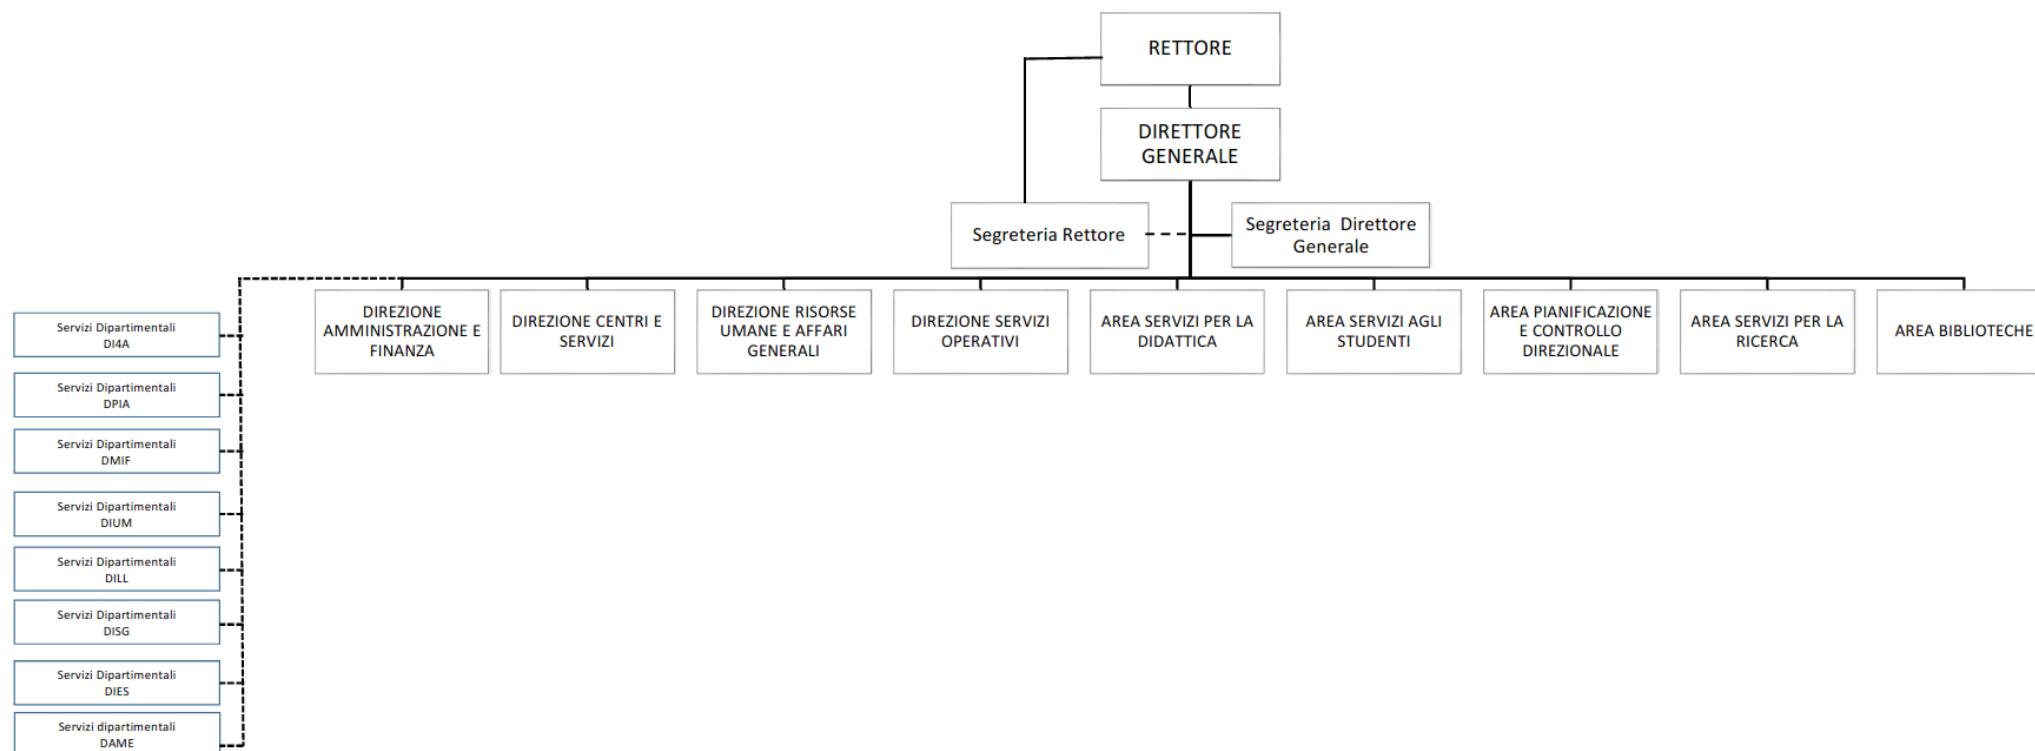 RETTORE
DIRETTORE
GENERALE
Segreteria Rettore
Segreteria Direttore
Generale
DIREZIONE
AMMINISTRAZIONE E
FINANZA
DIREZIONE CENTRI E
SERVIZI
DIREZIONE RISORSE
UMANE E AFFARI
GENERALI
DIREZIONE SERVIZI
OPERATIVI
AREA SERVIZI PER LA
DIDATTICA
AREA SERVIZI AGLI
STUDENTI
AREA PIANIFICAZIONE
E CONTROLLO
DIREZIONALE
AREA SERVIZI PER LA
RICERCA
AREA BIBLIOTECHE
Servizi Dipartimentali
DI4A
Servizi Dipartimentali
DPIA
Servizi Dipartimentali
DMIF
Servizi Dipartimentali
DIUM
Servizi Dipartimentali
DILL
Servizi Dipartimentali
DISG
Servizi Dipartimentali
DIES
Servizi dipartimentali
DAME